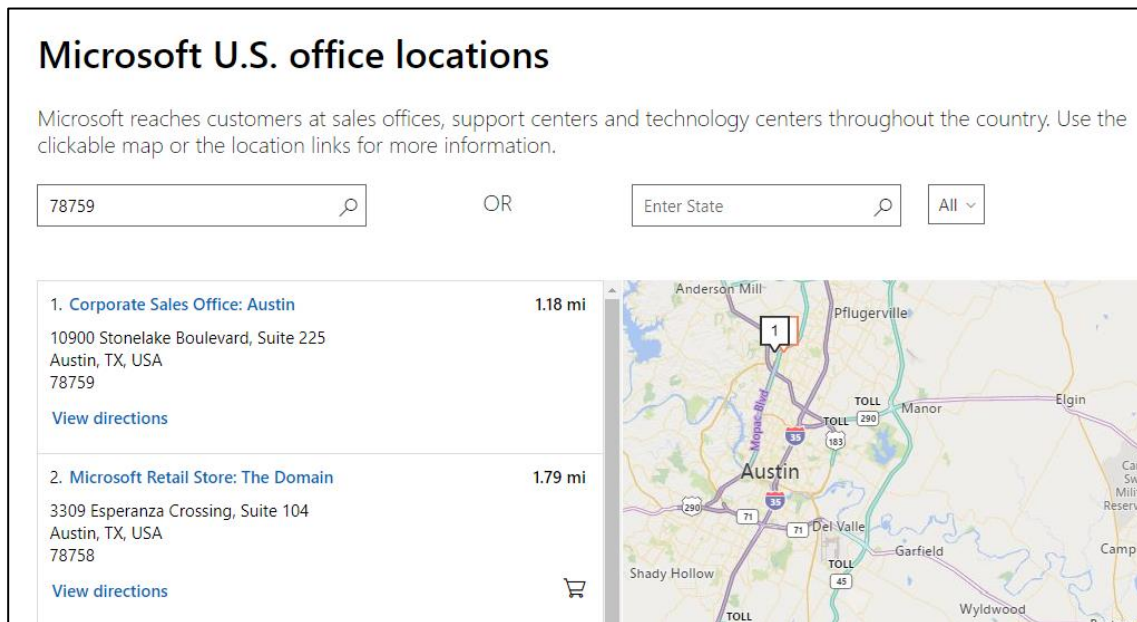 Microsoft U.S. office locations
Microsoft reaches customers at sales offices, support centers and technology centers throughout the country. Use the
clickable map or the location links for more information.
78759
OR
Enter State
All
1. Corporate Sales Office: Austin
1.18 mi
10900 Stonelake Boulevard, Suite 225
Austin, TX, USA
78759
View directions
2. Microsoft Retail Store: The Domain
1.79 mi
3309 Esperanza Crossing, Suite 104
Austin, TX, USA
78758
View directions
Anderson Mill
Pflugerville
1
Mopac Blvd
TOLL
290
Manor
Elgin
TOLL
35
183
Austin
290
35
71
71
Del Valle
Garfield
TOLL
45
Shady Hollow
Wyldwood
TOLL